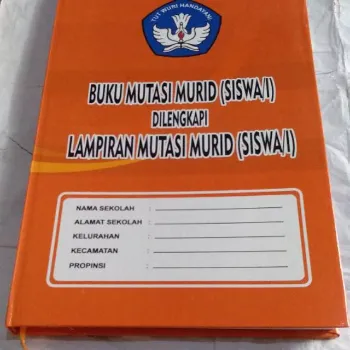 TUT WURI HANDAYANI
BUKU MUTASI MURID (SISWA/I)
DILENGKAPI
LAMPIRAN MUTASI MURID (SISWA/I)
NAMA SEKOLAH :
ALAMAT SEKOLAH :
KELURAHAN :
KECAMATAN :
PROPINSI :